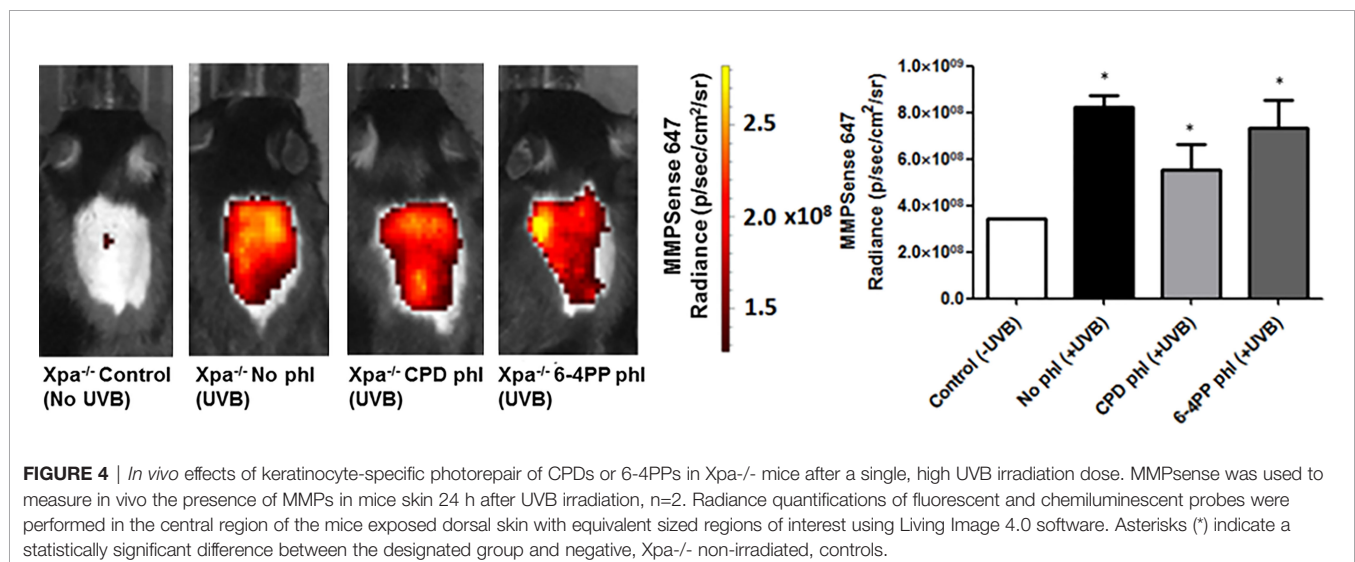 Xpa-/- Control
(No UVB)
Xpa-/- No phl
(UVB)
Xpa-/- CPD phl
(UVB)
Xpa-/- 6-4PP phl
(UVB)
MMPSense 647
Radiance (p/sec/cm²/sr)
2.5
2.0 x10⁸
1.5
MMPSense 647
Radiance (p/sec/cm²/sr)
1.0×10⁰⁹
8.0×10⁰⁸
6.0×10⁰⁸
4.0×10⁰⁸
2.0×10⁰⁸
0.0
*
*
*
Control (-UVB)
No phl (+UVB)
CPD phl (+UVB)
6-4PP phl (+UVB)
FIGURE 4 | In vivo effects of keratinocyte-specific photorepair of CPDs or 6-4PPs in Xpa-/- mice after a single, high UVB irradiation dose. MMPsense was used to
measure in vivo the presence of MMPs in mice skin 24 h after UVB irradiation, n=2. Radiance quantifications of fluorescent and chemiluminescent probes were
performed in the central region of the mice exposed dorsal skin with equivalent sized regions of interest using Living Image 4.0 software. Asterisks (*) indicate a
statistically significant difference between the designated group and negative, Xpa-/- non-irradiated, controls.